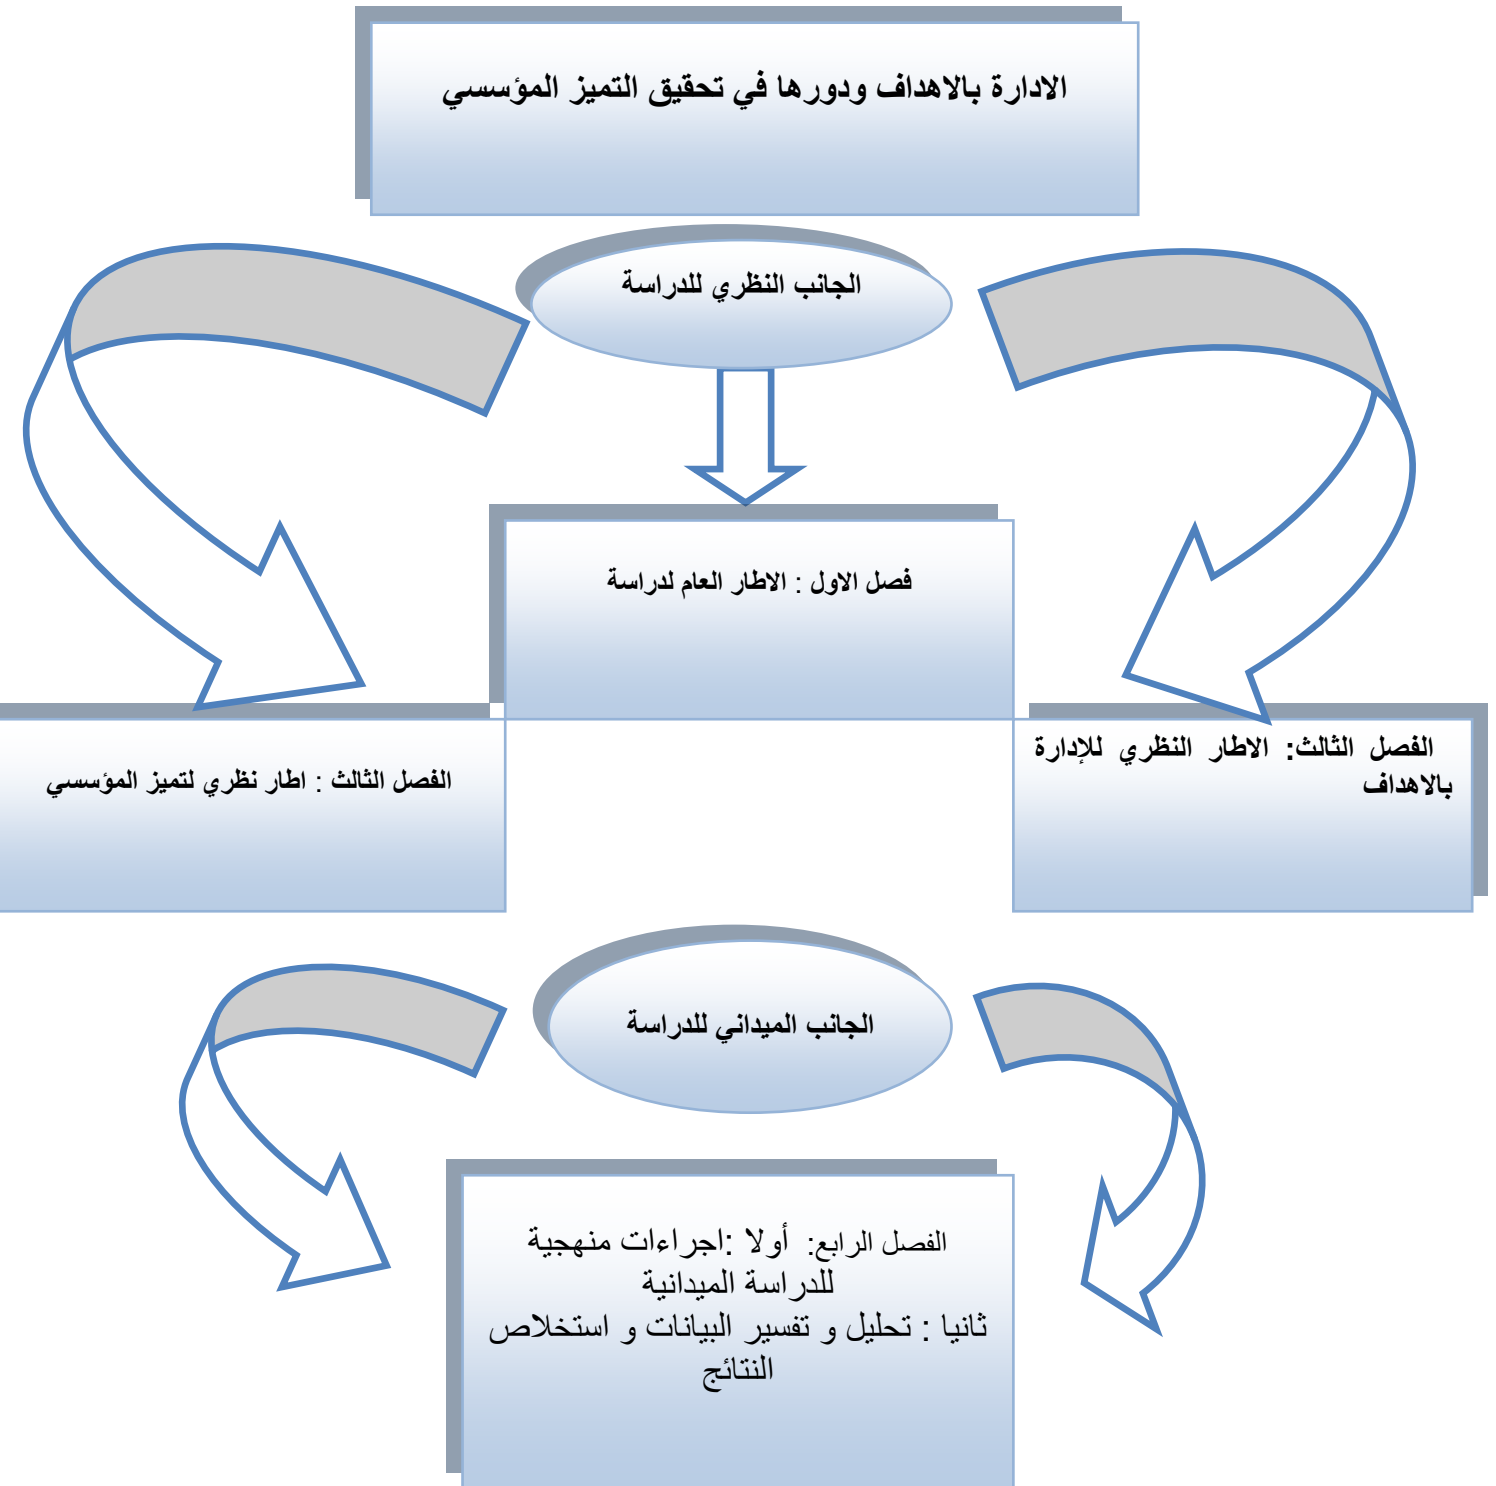 الادارة بالاهداف ودورها في تحقيق التميز المؤسسي
الجانب النظري للدراسة
فصل الاول : الاطار العام لدراسة
الفصل الثالث: الاطار النظري للإدارة
بالاهداف
الفصل الثالث : اطار نظري لتميز المؤسسي
الجانب الميداني للدراسة
الفصل الرابع: أولا :اجراءات منهجية
للدراسة الميدانية
ثانيا : تحليل و تفسير البيانات و استخلاص
النتائج